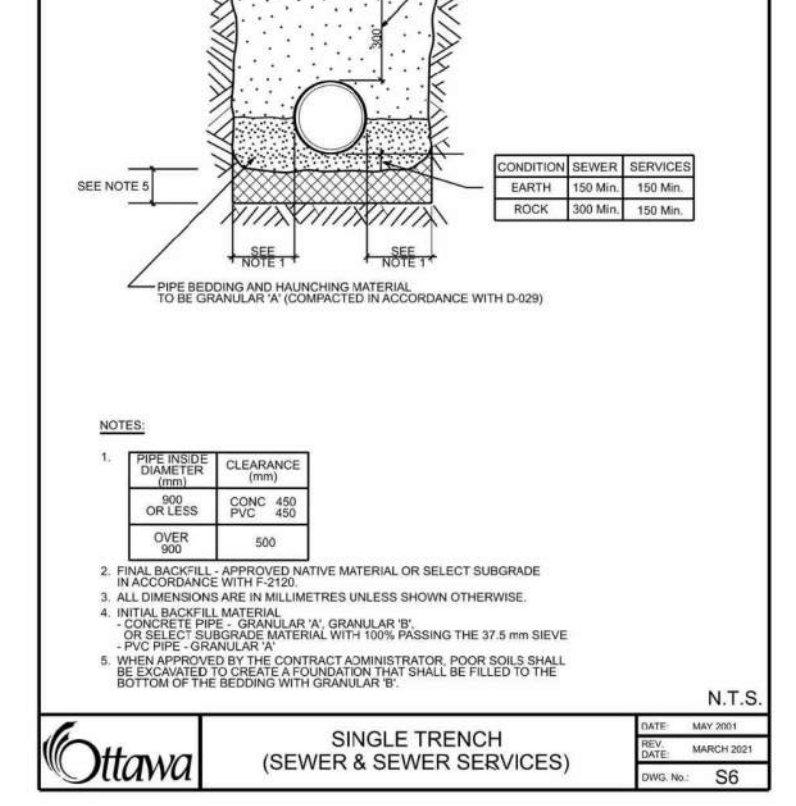 300
CONDITION SEWER SERVICES
EARTH 150 Min. 150 Min.
ROCK 300 Min. 150 Min.
SEE NOTE 5
SEE
NOTE 1
SEE
NOTE 1
PIPE BEDDING AND HAUNCHING MATERIAL
TO BE GRANULAR 'A' (COMPACTED IN ACCORDANCE WITH D-029)
NOTES:
1.
PIPE INSIDE
DIAMETER
(mm)
CLEARANCE
(mm)
900
OR LESS
CONC 450
PVC 450
OVER
900
500
2. FINAL BACKFILL - APPROVED NATIVE MATERIAL OR SELECT SUBGRADE
IN ACCORDANCE WITH F-2120.
3. ALL DIMENSIONS ARE IN MILLIMETRES UNLESS SHOWN OTHERWISE.
4. INITIAL BACKFILL MATERIAL
- CONCRETE PIPE - GRANULAR 'A', GRANULAR 'B',
OR SELECT SUBGRADE MATERIAL WITH 100% PASSING THE 37.5 mm SIEVE
- PVC PIPE - GRANULAR 'A'
5. WHEN APPROVED BY THE CONTRACT ADMINISTRATOR, POOR SOILS SHALL
BE EXCAVATED TO CREATE A FOUNDATION THAT SHALL BE FILLED TO THE
BOTTOM OF THE BEDDING WITH GRANULAR 'B'.
N.T.S.
Ottawa
SINGLE TRENCH
(SEWER & SEWER SERVICES)
DATE: MAY 2001
REV.
DATE: MARCH 2021
DWG. No.: S6